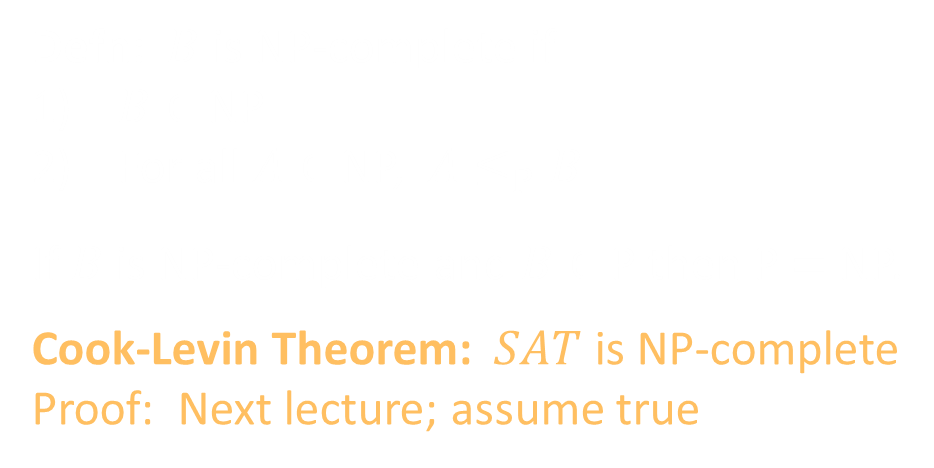 Cook-Levin Theorem: SAT is NP-complete
Proof: Next lecture; assume true